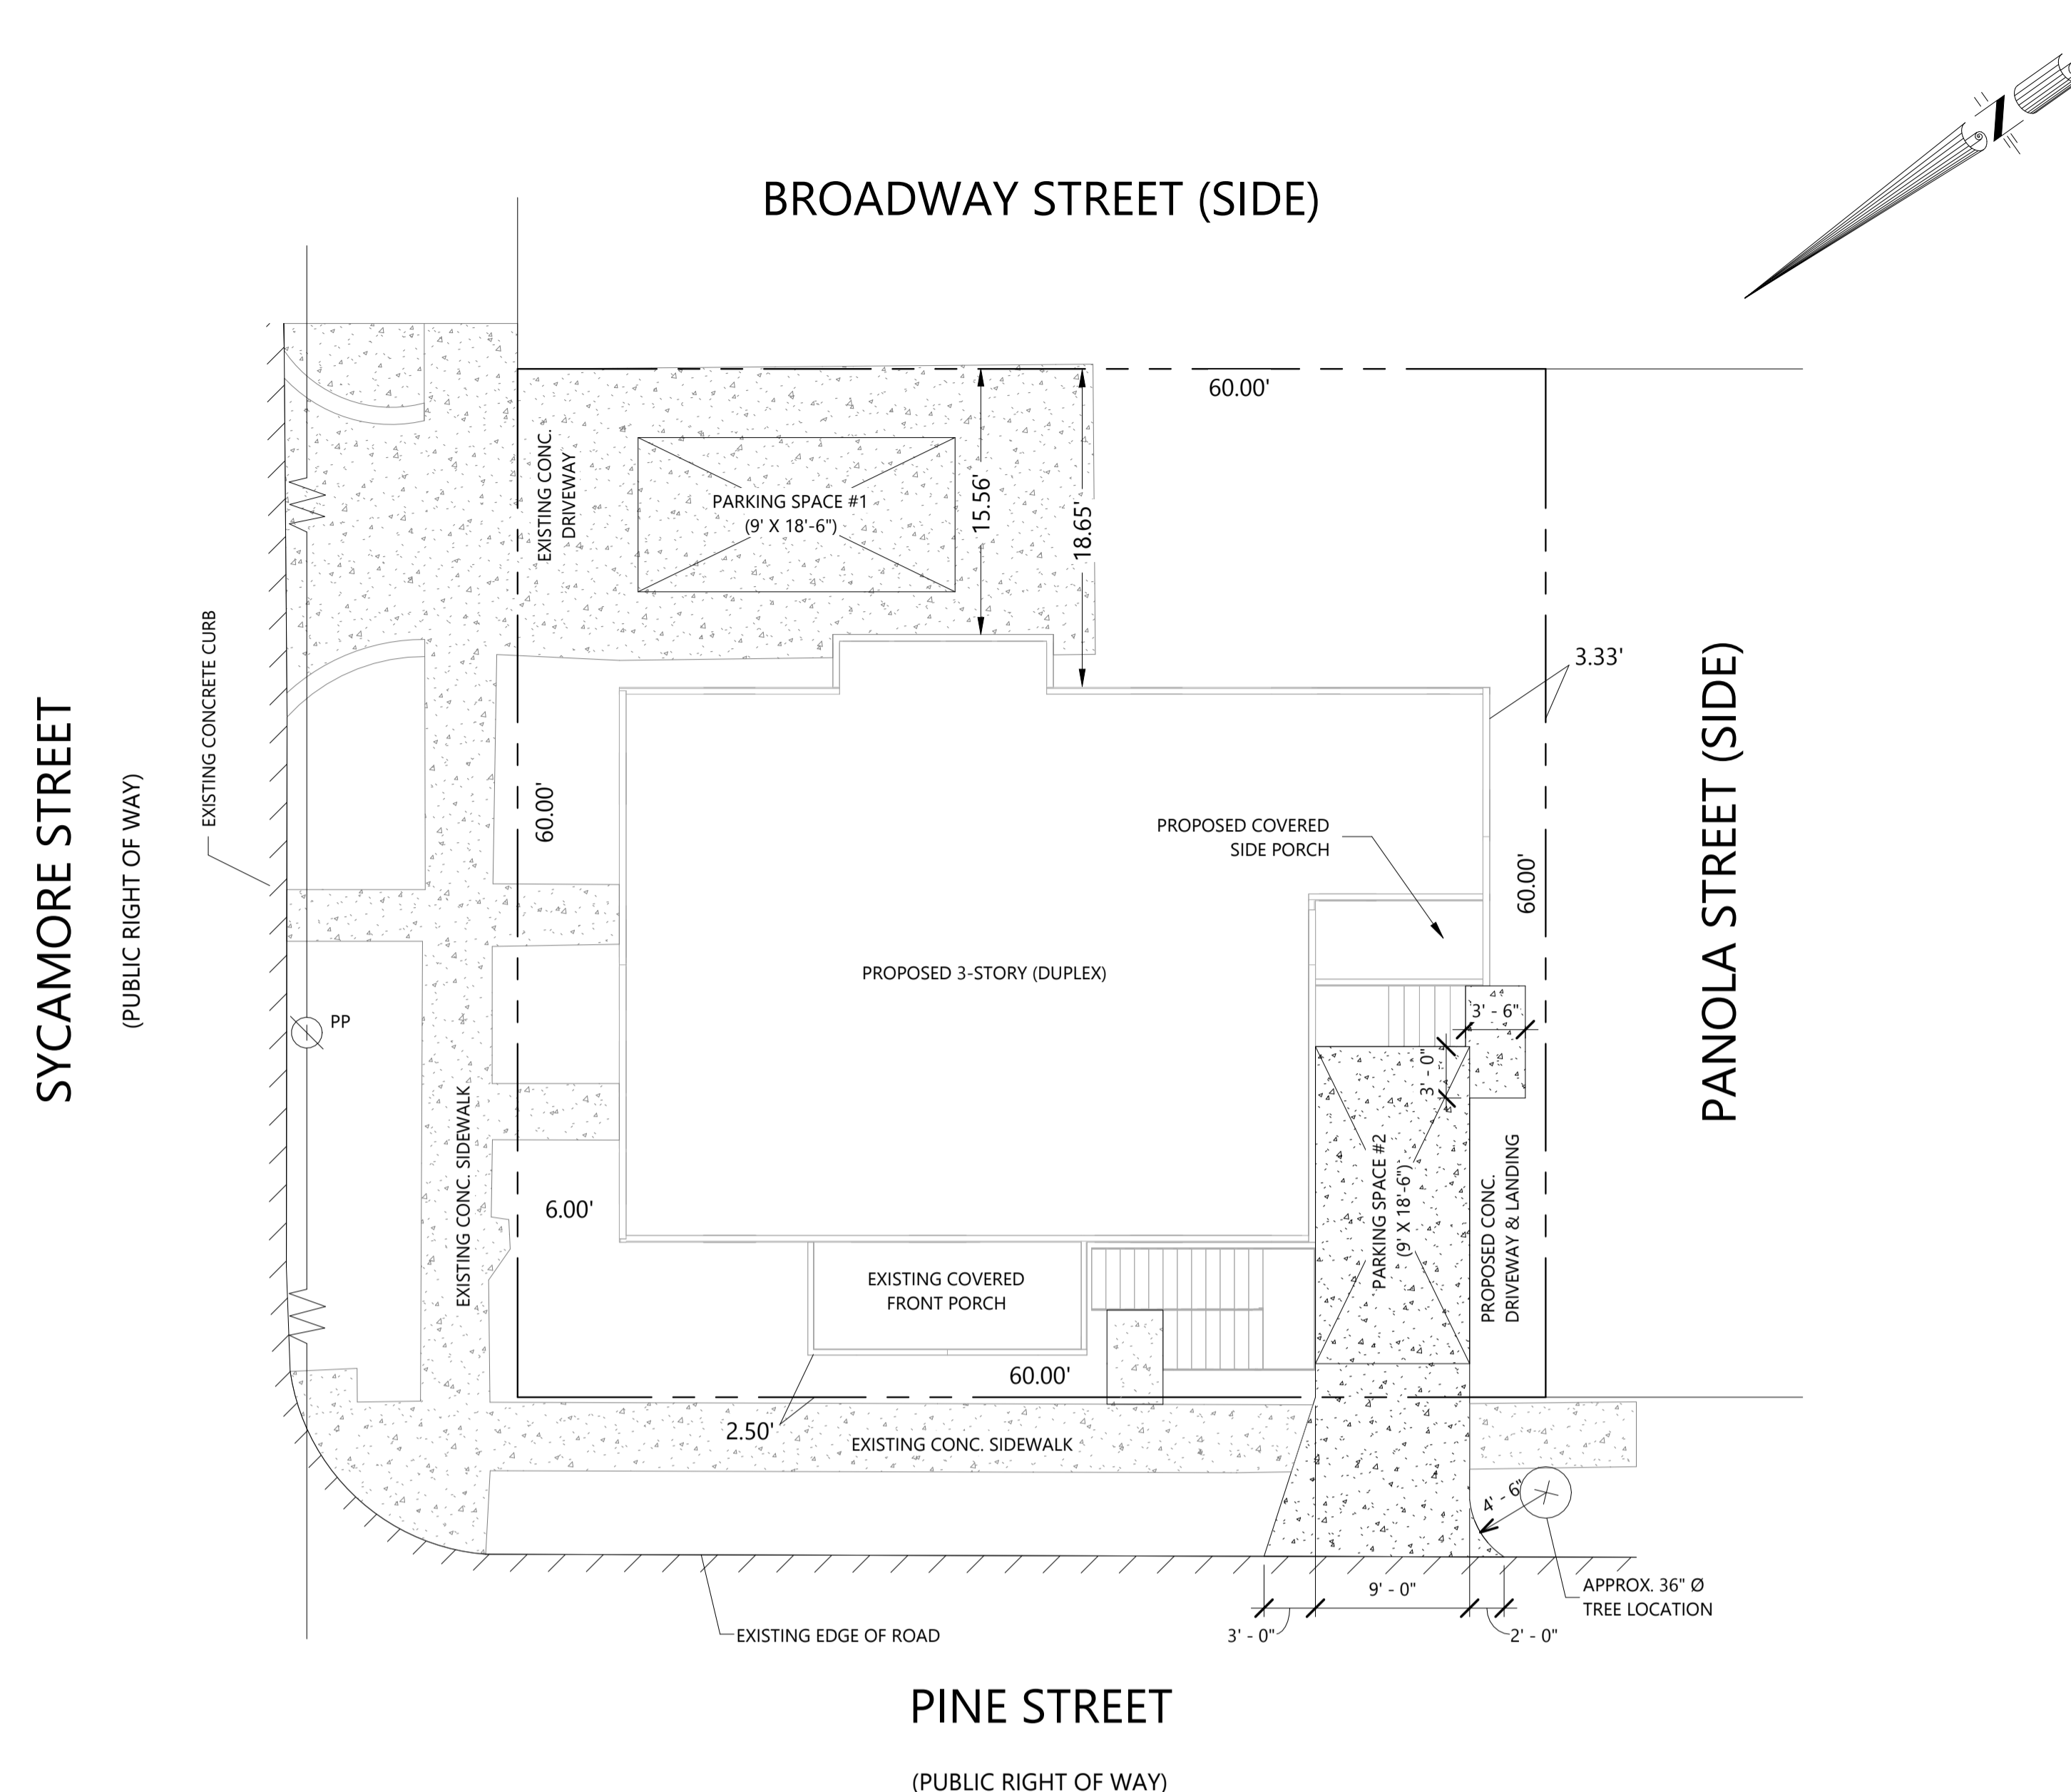 BROADWAY STREET (SIDE)
60.00'
EXISTING CONC.
DRIVEWAY
PARKING SPACE #1
(9' X 18'-6")
15.56'
18.65'
3.33'
SYCAMORE STREET
(PUBLIC RIGHT OF WAY)
EXISTING CONCRETE CURB
60.00'
PROPOSED COVERED
SIDE PORCH
60.00'
PANOLA STREET (SIDE)
PROPOSED 3-STORY (DUPLEX)
PP
3' - 6"
3' - 0"
EXISTING CONC. SIDEWALK
6.00'
PARKING SPACE #2
(9' X 18'-6")
PROPOSED CONC.
DRIVEWAY & LANDING
EXISTING COVERED
FRONT PORCH
60.00'
2.50'
EXISTING CONC. SIDEWALK
4' - 6"
9' - 0"
APPROX. 36" Ø
TREE LOCATION
EXISTING EDGE OF ROAD
3' - 0"
2' - 0"
PINE STREET
(PUBLIC RIGHT OF WAY)